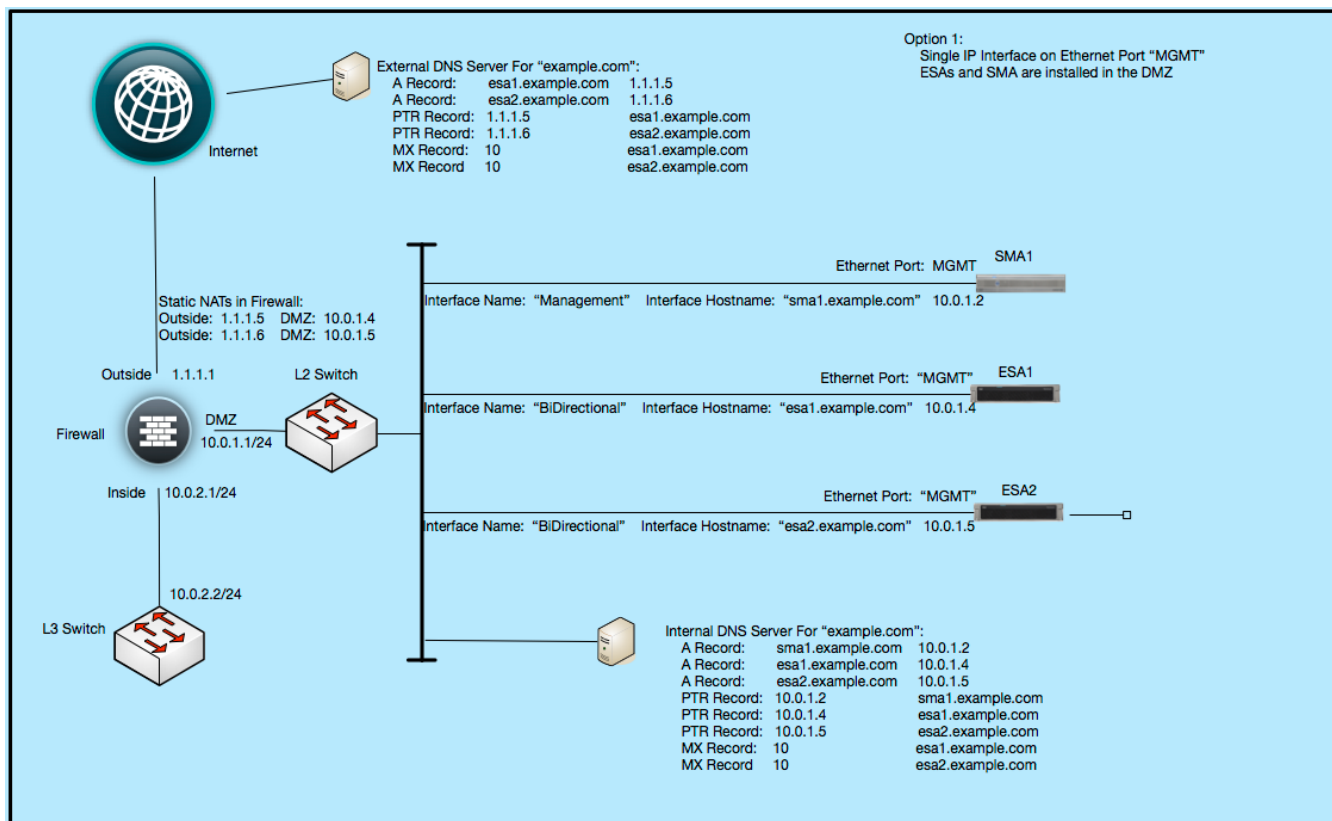 Option 1:
Single IP Interface on Ethernet Port “MGMT”
ESAs and SMA are installed in the DMZ
External DNS Server For “example.com”:
A Record: esa1.example.com 1.1.1.5
A Record: esa2.example.com 1.1.1.6
PTR Record: 1.1.1.5 esa1.example.com
PTR Record: 1.1.1.6 esa2.example.com
MX Record: 10 esa1.example.com
MX Record 10 esa2.example.com
Internet
Static NATs in Firewall:
Outside: 1.1.1.5 DMZ: 10.0.1.4
Outside: 1.1.1.6 DMZ: 10.0.1.5
Outside 1.1.1.1
L2 Switch
Firewall
DMZ
10.0.1.1/24
Inside 10.0.2.1/24
10.0.2.2/24
L3 Switch
Ethernet Port: MGMT SMA1
Interface Name: “Management” Interface Hostname: “sma1.example.com” 10.0.1.2
Ethernet Port: “MGMT” ESA1
Interface Name: “BiDirectional” Interface Hostname: “esa1.example.com” 10.0.1.4
Ethernet Port: “MGMT” ESA2
Interface Name: “BiDirectional” Interface Hostname: “esa2.example.com” 10.0.1.5
Internal DNS Server For “example.com”:
A Record: sma1.example.com 10.0.1.2
A Record: esa1.example.com 10.0.1.4
A Record: esa2.example.com 10.0.1.5
PTR Record: 10.0.1.2 sma1.example.com
PTR Record: 10.0.1.4 esa1.example.com
PTR Record: 10.0.1.5 esa2.example.com
MX Record: 10 esa1.example.com
MX Record 10 esa2.example.com